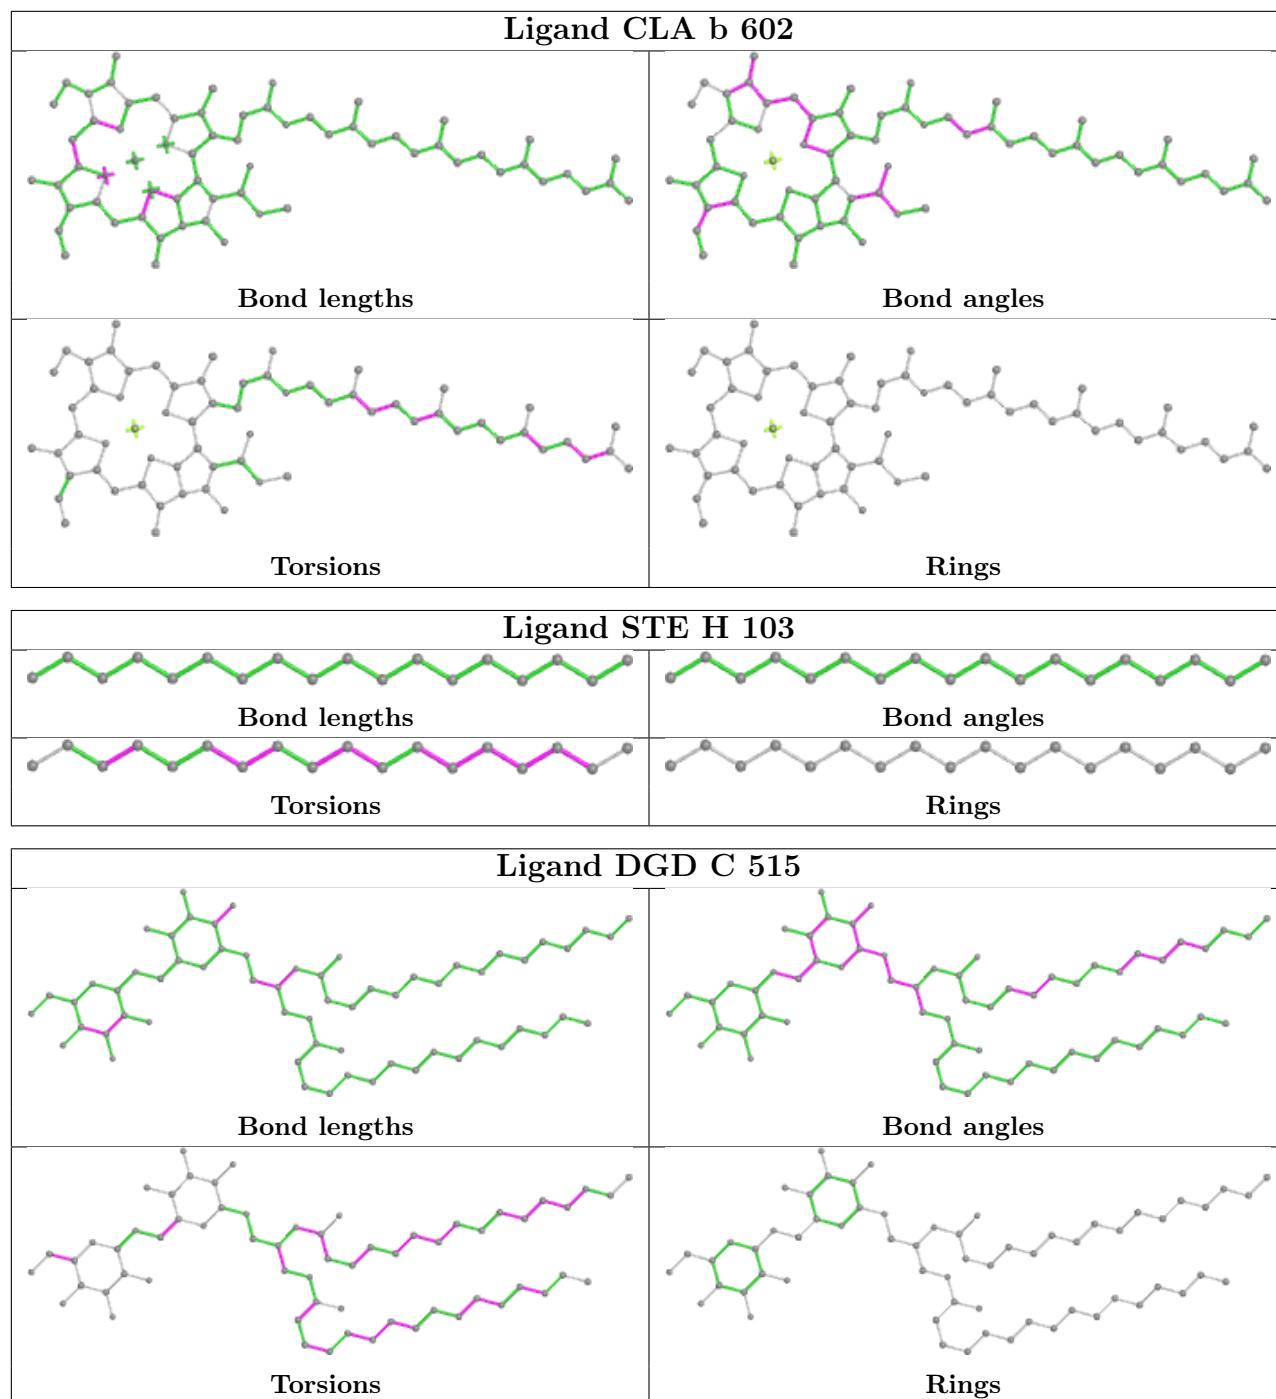 Ligand CLA b 602
Bond lengths
Bond angles
Torsions
Rings
Ligand STE H 103
Bond lengths
Bond angles
Torsions
Rings
Ligand DGD C 515
Bond lengths
Bond angles
Torsions
Rings